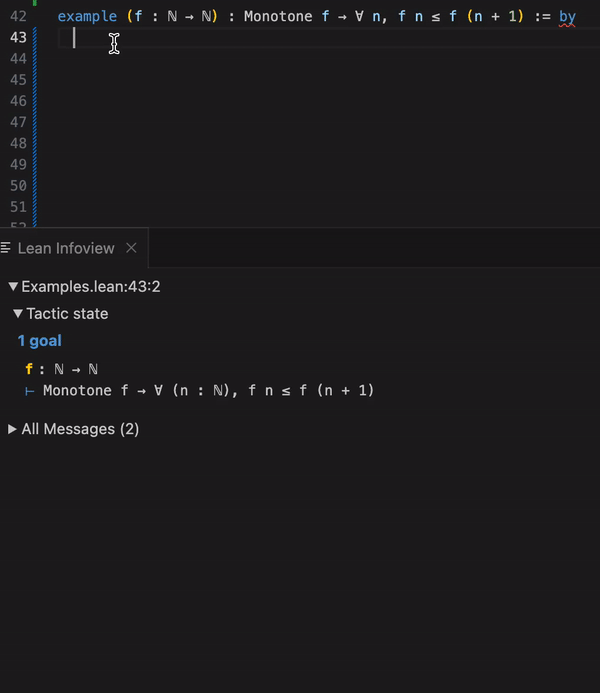 42 example (f : ℕ → ℕ) : Monotone f → ∀ n, f n ≤ f (n + 1) := by
43
44
45
46
47
48
49
50
51
52
Lean Infoview
Examples.lean:43:2
Tactic state
1 goal
f : ℕ → ℕ
⊢ Monotone f → ∀ (n : ℕ), f n ≤ f (n + 1)
All Messages (2)